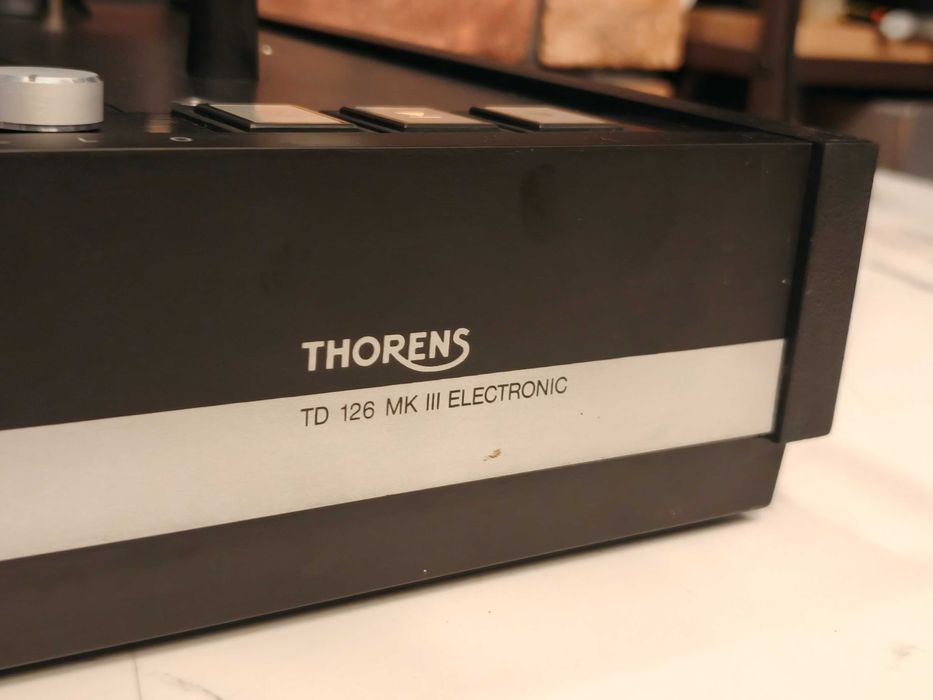 THORENS
TD 126 MK III ELECTRONIC